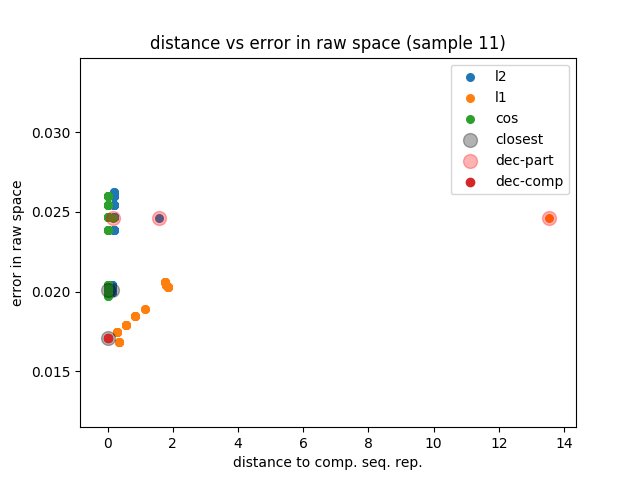 distance vs error in raw space (sample 11)
l2
l1
cos
closest
dec-part
dec-comp
error in raw space
0.030
0.025
0.020
0.015
0 2 4 6 8 10 12 14
distance to comp. seq. rep.